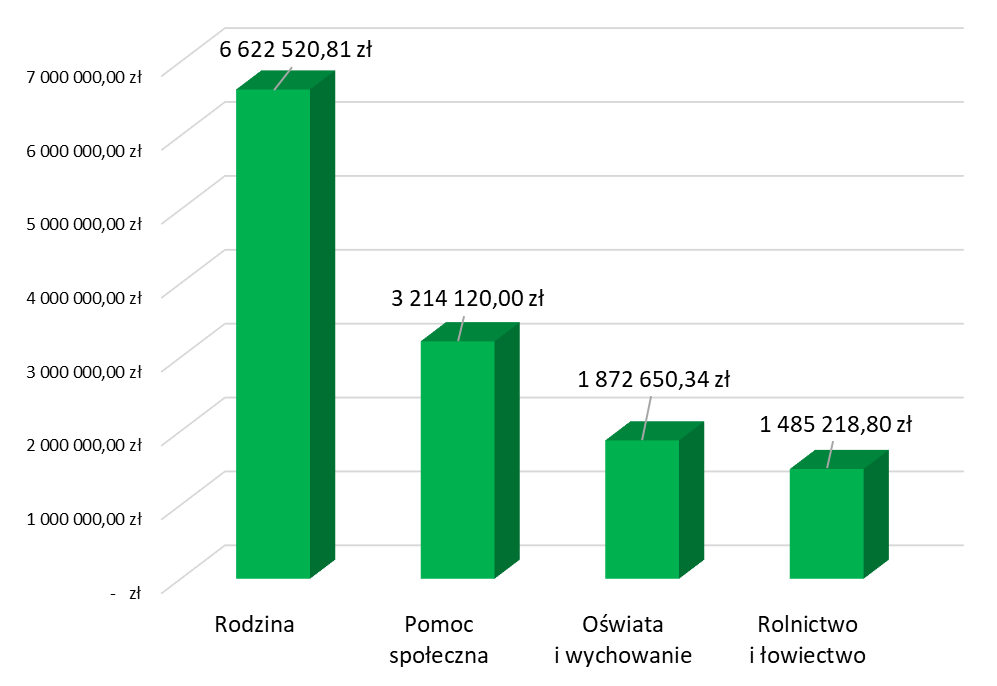 6 622 520,81 zł
7 000 000,00 zł
6 000 000,00 zł
5 000 000,00 zł
4 000 000,00 zł
3 214 120,00 zł
3 000 000,00 zł
1 872 650,34 zł
2 000 000,00 zł
1 485 218,80 zł
1 000 000,00 zł
- zł
Rodzina
Pomoc
społeczna
Oświata
i wychowanie
Rolnictwo
i łowiectwo